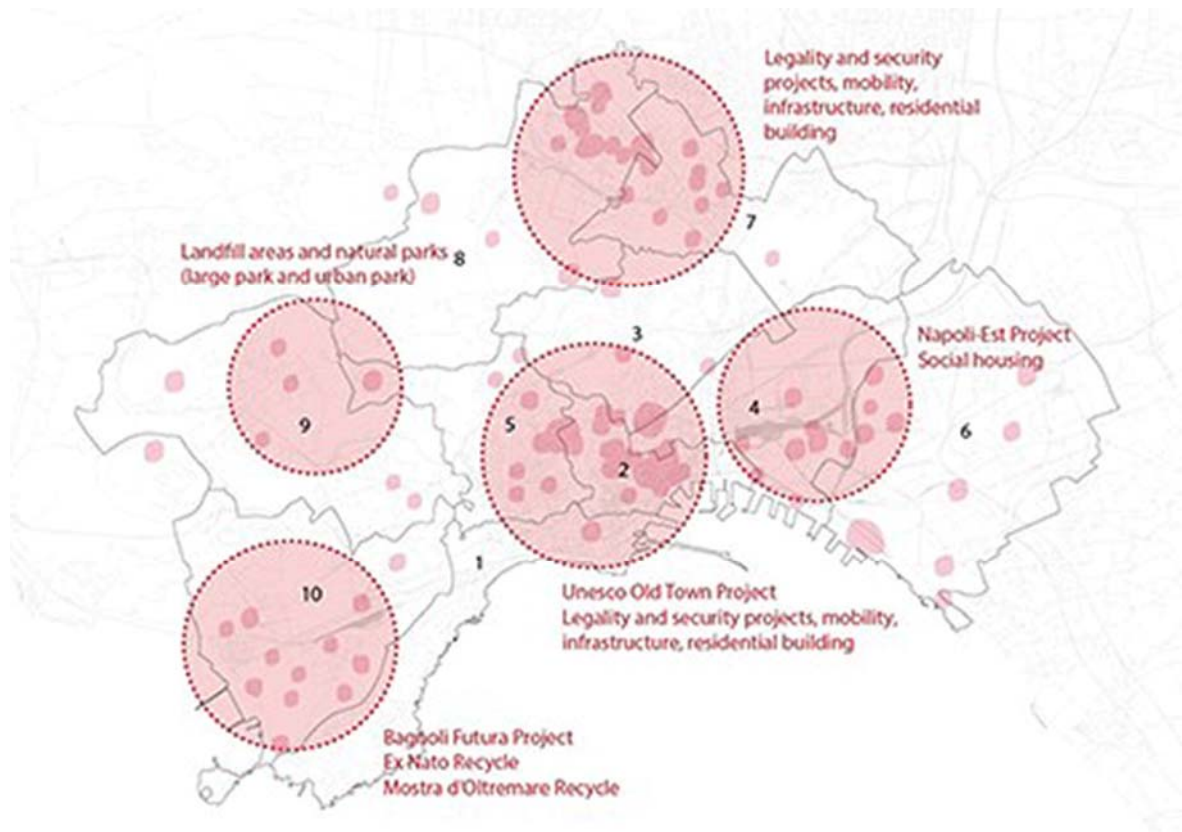 Legality and security
projects, mobility,
infrastructure, residential
building
7
Landfill areas and natural parks
(large park and urban park)
8
3
Napoli-Est Project
Social housing
4
5
9
6
2
1
10
Unesco Old Town Project
Legality and security projects, mobility,
infrastructure, residential building
Bagnoli Futura Project
Ex Nato Recycle
Mostra d'Oltremare Recycle